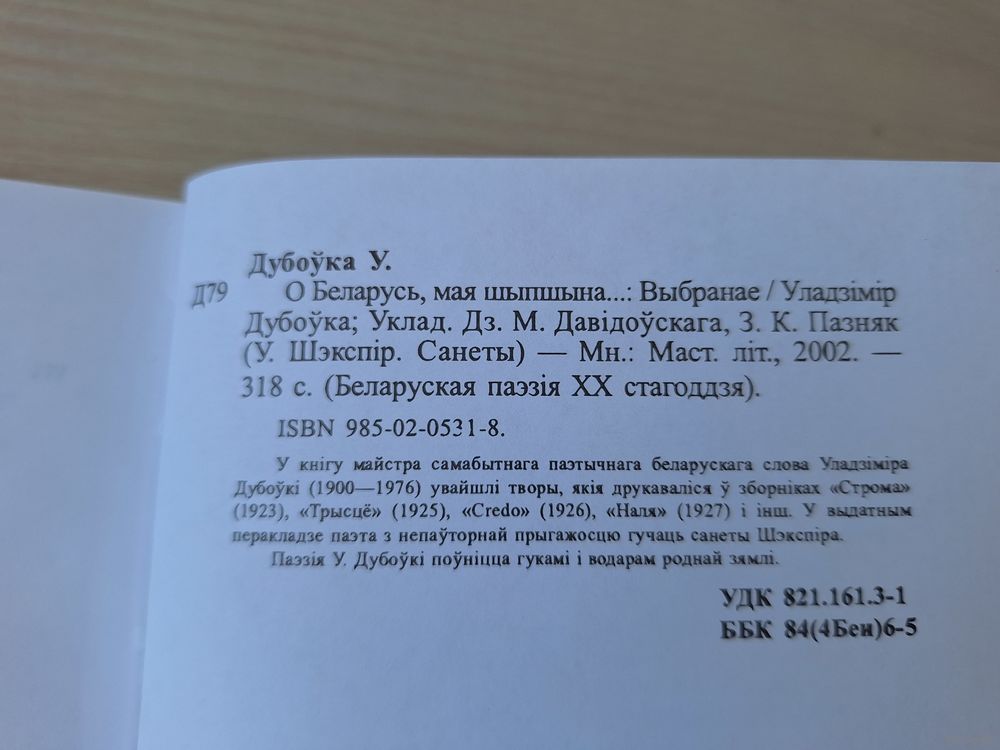 Дубоўка У.
Д79 О Беларусь, мая шыпшына...: Выбранае / Уладзімір
Дубоўка; Уклад. Дз. М. Давідоўскага, З. К. Пазняк
(У. Шэкспір. Санеты) — Мн.: Маст. літ., 2002. —
318 с. (Беларуская паэзія XX стагоддзя).
ISBN 985-02-0531-8.
У кнігу майстра самабытнага паэтычнага беларускага слова Уладзіміра
Дубоўкі (1900—1976) увайшлі творы, якія друкаваліся ў зборніках «Строма»
(1923), «Трысцё» (1925), «Credo» (1926), «Наля» (1927) і інш. У выдатным
перакладзе паэта з непаўторнай прыгажосцю гучаць санеты Шэкспіра.
Паэзія У. Дубоўкі поўніцца гукамі і водарам роднай зямлі.
УДК 821.161.3-1
ББК 84(4Беи)6-5